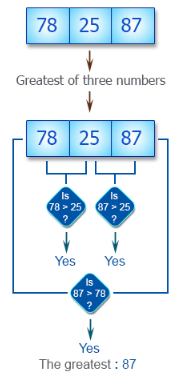 78 25 87
Greatest of three numbers
78 25 87
Is
78 > 25
?
Is
87 > 25
?
Yes
Yes
Is
87 > 78
?
Yes
The greatest : 87